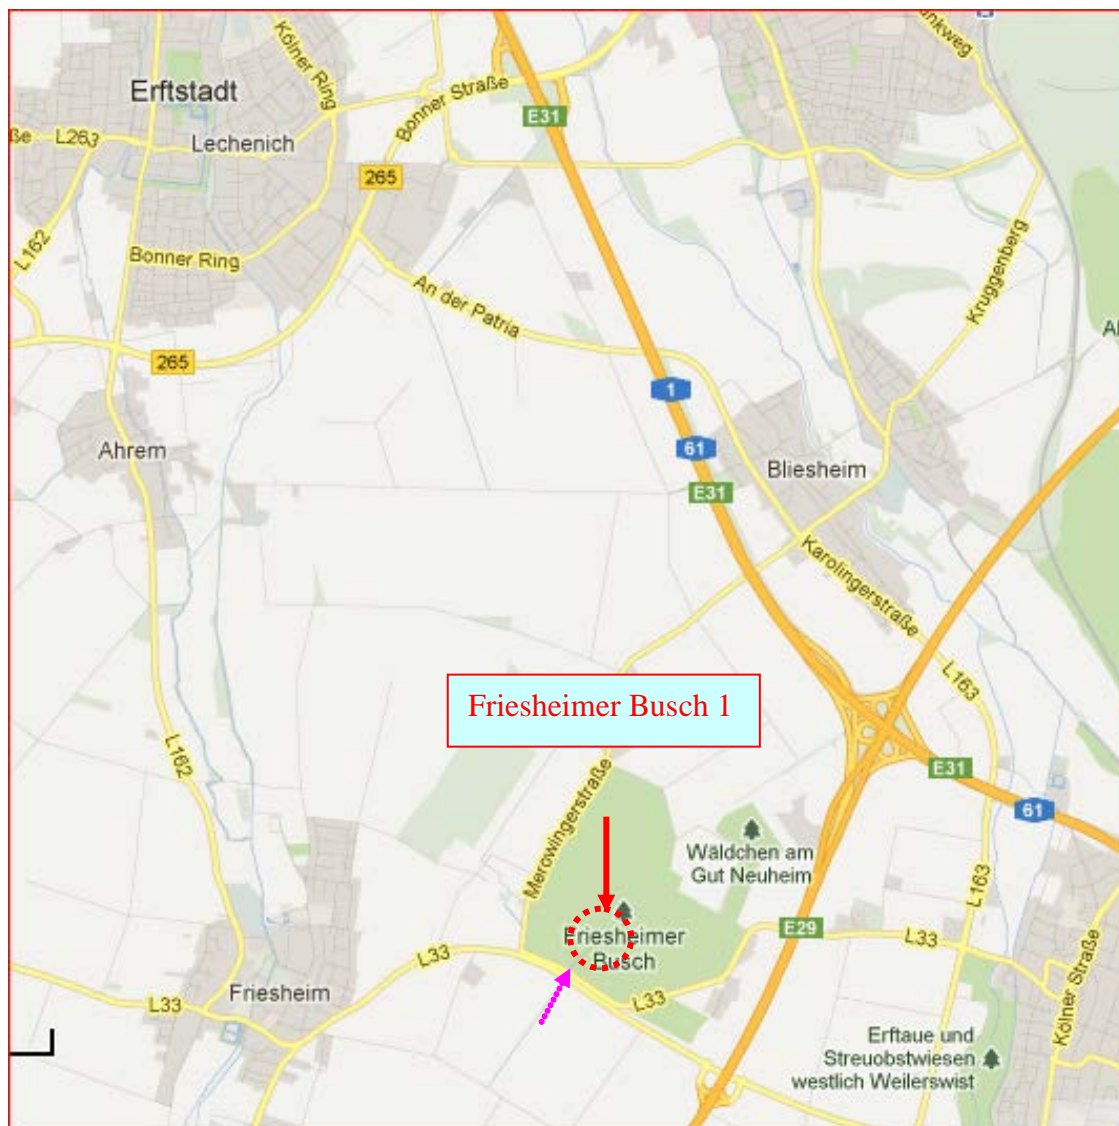 Erftstadt
Lechenich
Kölner Ring
Bonner Straße
E31
L263
265
L162
Bonner Ring
An der Patria
Kruggenberg
265
1
Ahrem
61
Bliesheim
E31
Karolingerstraße
L163
Friesheimer Busch 1
L162
E31
61
Merowingerstraße
Wäldchen am
Gut Neuheim
L163
E29
L33
Friesheimer
Busch
L33
L33
Friesheim
L33
Kölner Straße
Erftaue und
Streuobstwiesen
westlich Weilerswist